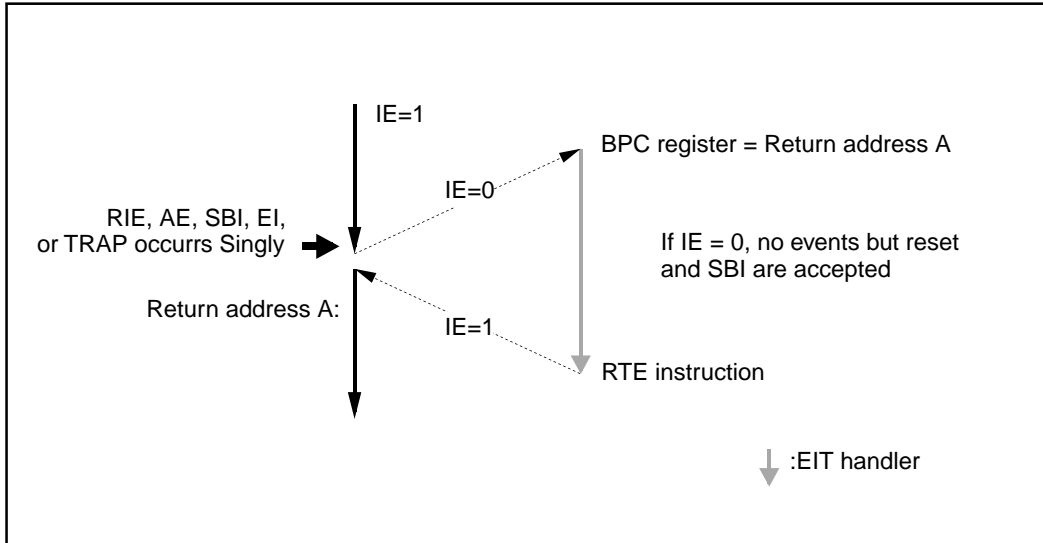 IE=1
BPC register = Return address A
IE=0
RIE, AE, SBI, EI,
or TRAP occurrs Singly
If IE = 0, no events but reset
and SBI are accepted
Return address A:
IE=1
RTE instruction
:EIT handler